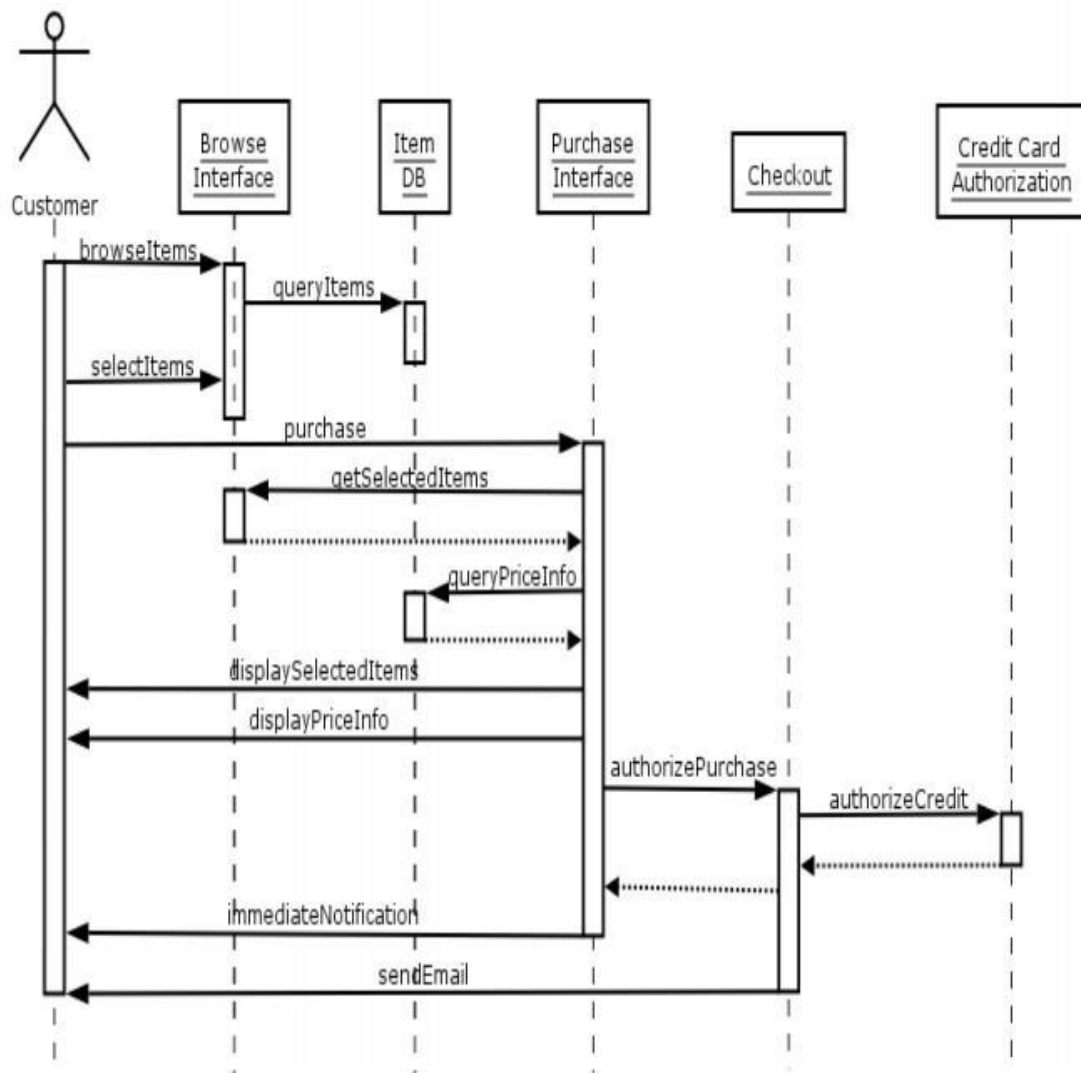 Browse
Interface
Item
DB
Purchase
Interface
Checkout
Credit Card
Authorization
Customer
browseItems
queryItems
selectItems
purchase
getSelectedItems
queryPriceInfo
displaySelectedItems
displayPriceInfo
authorizePurchase
authorizeCredit
immediateNotification
sendEmail